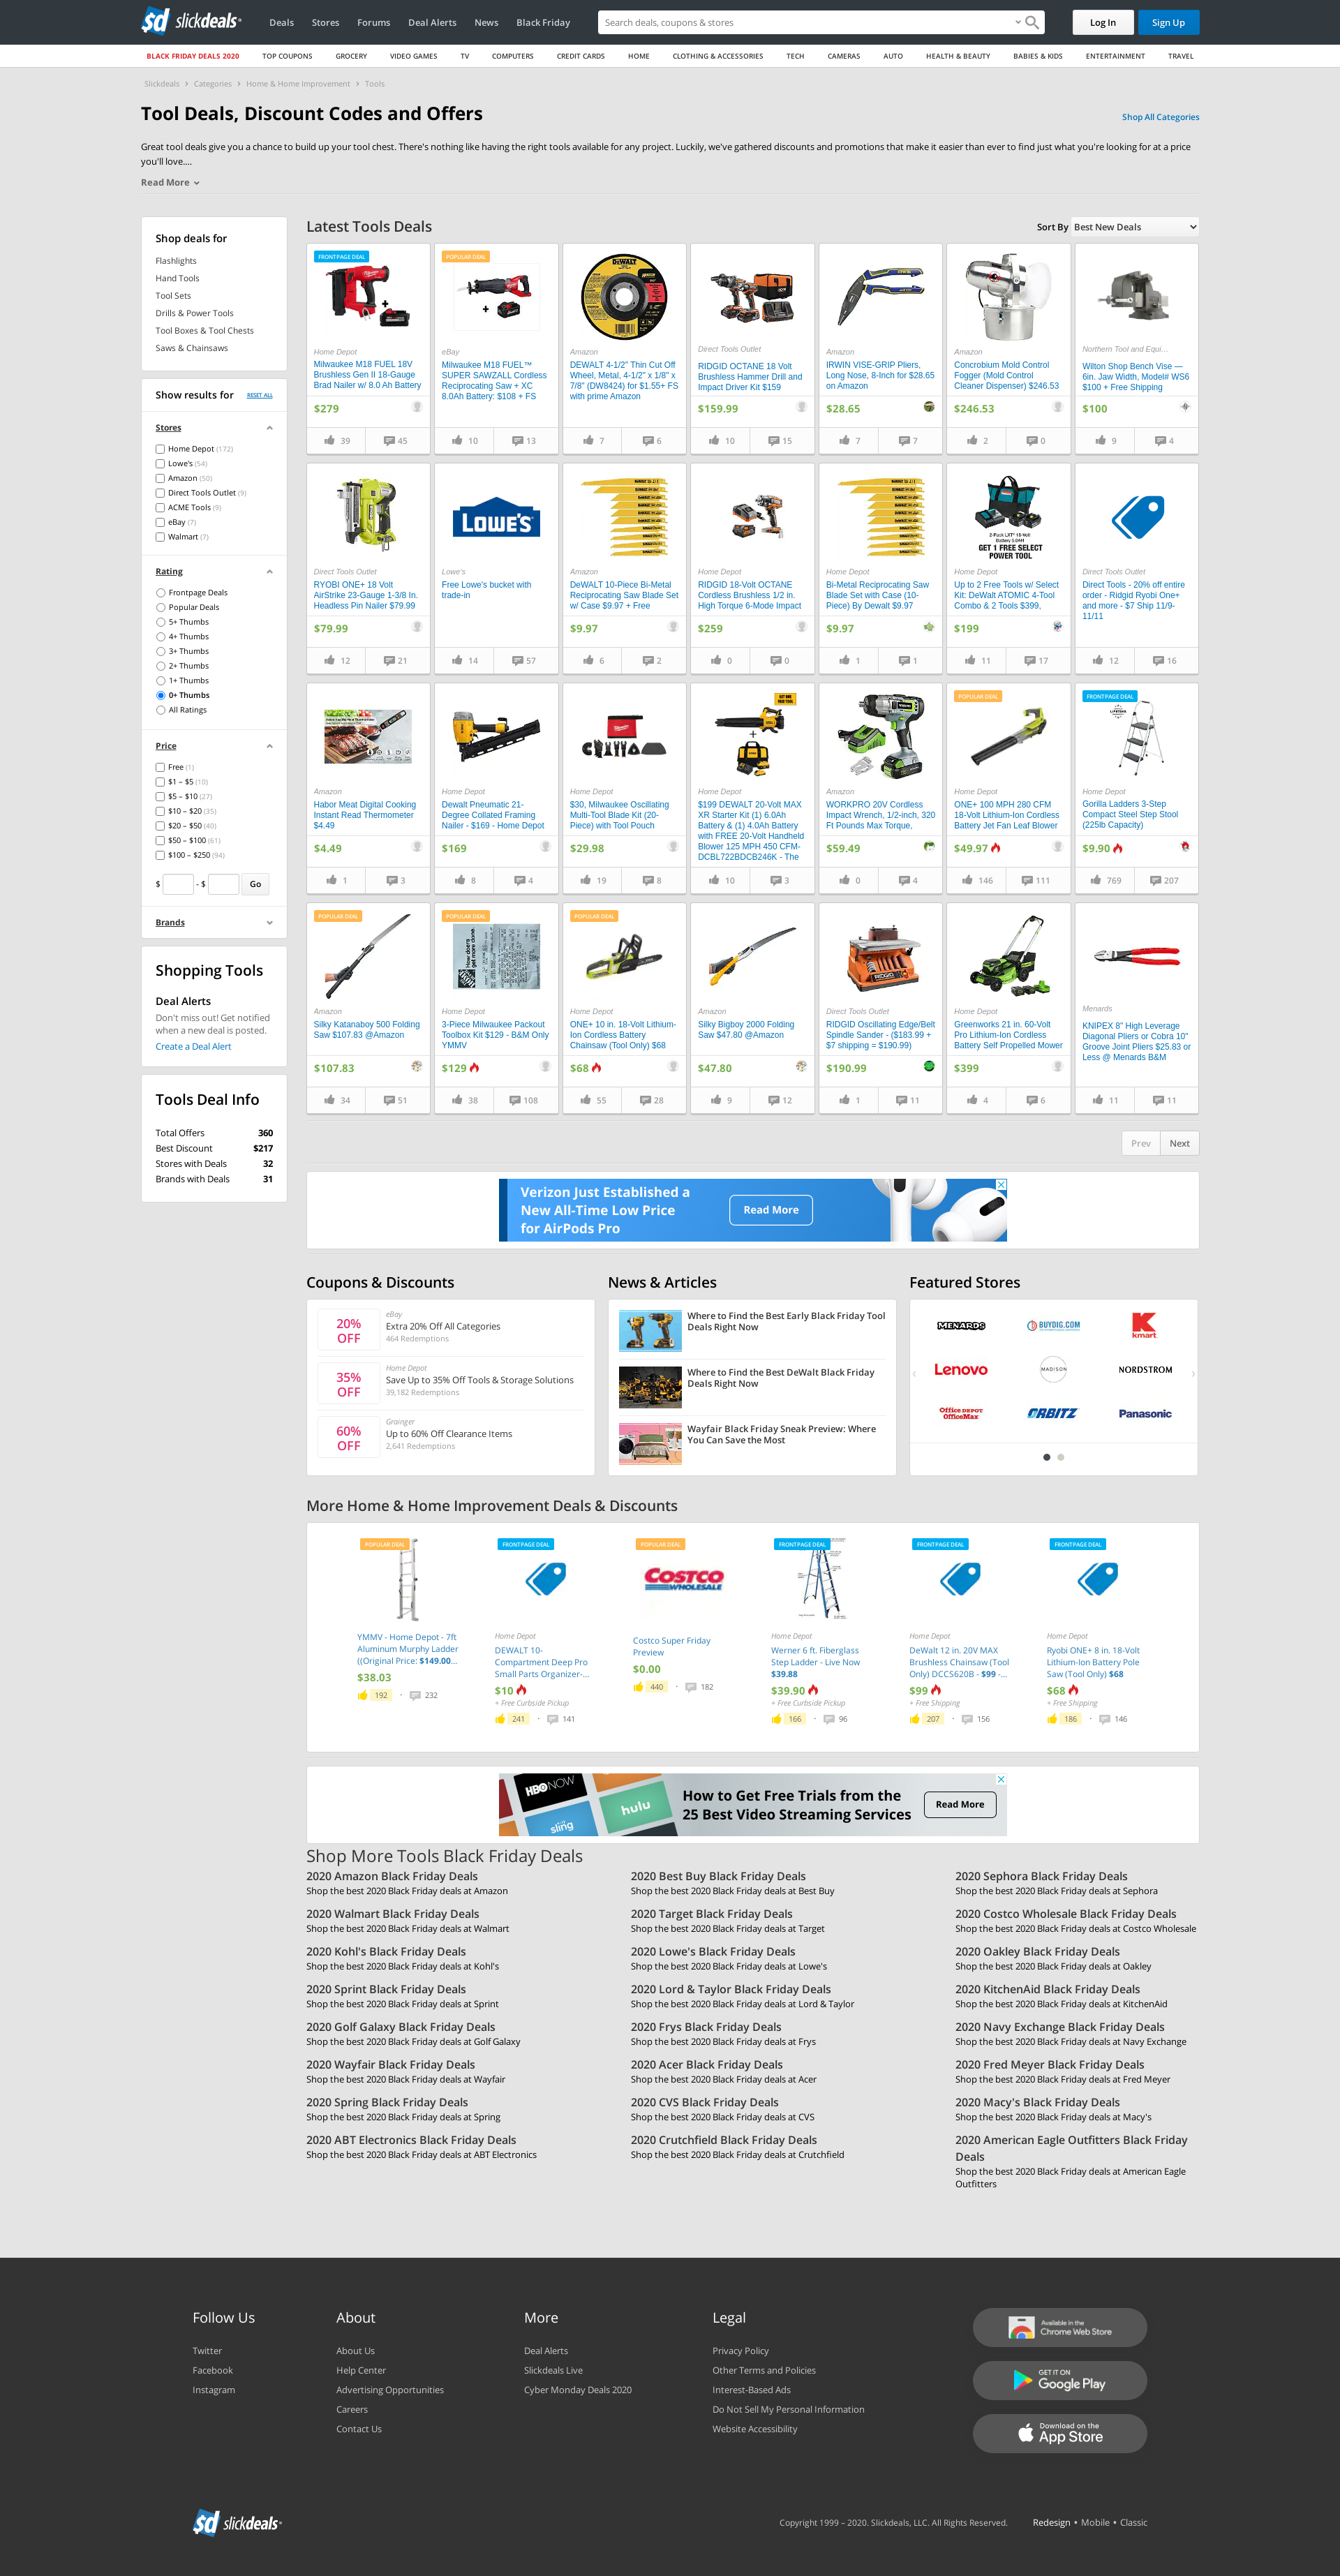 slickdeals
Deals
Stores
Forums
Deal Alerts
News
Black Friday
Search deals, coupons & stores
Log In
Sign Up
BLACK FRIDAY DEALS 2020
TOP COUPONS
GROCERY
VIDEO GAMES
TV
COMPUTERS
CREDIT CARDS
HOME
CLOTHING & ACCESSORIES
TECH
CAMERAS
AUTO
HEALTH & BEAUTY
BABIES & KIDS
ENTERTAINMENT
TRAVEL
Slickdeals › Categories › Home & Home Improvement › Tools
Tool Deals, Discount Codes and Offers
Shop All Categories
Great tool deals give you a chance to build up your tool chest. There's nothing like having the right tools available for any project. Luckily, we've gathered discounts and promotions that make it easier than ever to find just what you're looking for at a price
you'll love....
Read More
Shop deals for
Flashlights
Hand Tools
Tool Sets
Drills & Power Tools
Tool Boxes & Tool Chests
Saws & Chainsaws
Show results for
RESET ALL
Stores
Home Depot (172)
Lowe's (54)
Amazon (50)
Direct Tools Outlet (9)
ACME Tools (9)
eBay (7)
Walmart (7)
Rating
Frontpage Deals
Popular Deals
5+ Thumbs
4+ Thumbs
3+ Thumbs
2+ Thumbs
1+ Thumbs
0+ Thumbs
All Ratings
Price
Free (1)
$1 – $5 (10)
$5 – $10 (27)
$10 – $20 (35)
$20 – $50 (40)
$50 – $100 (61)
$100 – $250 (94)
$ - $ Go
Brands
Shopping Tools
Deal Alerts
Don't miss out! Get notified
when a new deal is posted.
Create a Deal Alert
Tools Deal Info
Total Offers 360
Best Discount $217
Stores with Deals 32
Brands with Deals 31
Latest Tools Deals
Sort By Best New Deals
FRONTPAGE DEAL
Home Depot
Milwaukee M18 FUEL 18V
Brushless Gen II 18-Gauge
Brad Nailer w/ 8.0 Ah Battery
$279
39 45
POPULAR DEAL
eBay
Milwaukee M18 FUEL™
SUPER SAWZALL Cordless
Reciprocating Saw + XC
8.0Ah Battery: $108 + FS
10 13
DEWALT
Amazon
DEWALT 4-1/2" Thin Cut Off
Wheel, Metal, 4-1/2" x 1/8" x
7/8" (DW8424) for $1.55+ FS
with prime Amazon
7 6
Direct Tools Outlet
RIDGID OCTANE 18 Volt
Brushless Hammer Drill and
Impact Driver Kit $159
$159.99
10 15
Amazon
IRWIN VISE-GRIP Pliers,
Long Nose, 8-Inch for $28.65
on Amazon
$28.65
7 7
Amazon
Concrobium Mold Control
Fogger (Mold Control
Cleaner Dispenser) $246.53
$246.53
2 0
Northern Tool and Equi...
Wilton Shop Bench Vise —
6in. Jaw Width, Model# WS6
$100 + Free Shipping
$100
9 4
Direct Tools Outlet
RYOBI ONE+ 18 Volt
AirStrike 23-Gauge 1-3/8 In.
Headless Pin Nailer $79.99
$79.99
12 21
LOWE'S
Lowe's
Free Lowe's bucket with
trade-in
14 57
Amazon
DeWALT 10-Piece Bi-Metal
Reciprocating Saw Blade Set
w/ Case $9.97 + Free
$9.97
6 2
Home Depot
RIDGID 18-Volt OCTANE
Cordless Brushless 1/2 in.
High Torque 6-Mode Impact
$259
0 0
Home Depot
Bi-Metal Reciprocating Saw
Blade Set with Case (10-
Piece) By Dewalt $9.97
$9.97
1 1
GET 1 FREE SELECT
POWER TOOL
Home Depot
Up to 2 Free Tools w/ Select
Kit: DeWalt ATOMIC 4-Tool
Combo & 2 Tools $399,
$199
11 17
Direct Tools Outlet
Direct Tools - 20% off entire
order - Ridgid Ryobi One+
and more - $7 Ship 11/9-
11/11
12 16
Amazon
Habor Meat Digital Cooking
Instant Read Thermometer
$4.49
$4.49
1 3
Home Depot
Dewalt Pneumatic 21-
Degree Collated Framing
Nailer - $169 - Home Depot
$169
8 4
Home Depot
$30, Milwaukee Oscillating
Multi-Tool Blade Kit (20-
Piece) with Tool Pouch
$29.98
19 8
Home Depot
$199 DEWALT 20-Volt MAX
XR Starter Kit (1) 6.0Ah
Battery & (1) 4.0Ah Battery
with FREE 20-Volt Handheld
Blower 125 MPH 450 CFM-
DCBL722BDCB246K - The
10 3
Amazon
WORKPRO 20V Cordless
Impact Wrench, 1/2-inch, 320
Ft Pounds Max Torque,
$59.49
0 4
POPULAR DEAL
Home Depot
ONE+ 100 MPH 280 CFM
18-Volt Lithium-Ion Cordless
Battery Jet Fan Leaf Blower
$49.97
146 111
FRONTPAGE DEAL
Home Depot
Gorilla Ladders 3-Step
Compact Steel Step Stool
(225lb Capacity)
$9.90
769 207
POPULAR DEAL
Amazon
Silky Katanaboy 500 Folding
Saw $107.83 @Amazon
$107.83
34 51
POPULAR DEAL
Home Depot
3-Piece Milwaukee Packout
Toolbox Kit $129 - B&M Only
YMMV
$129
38 108
POPULAR DEAL
Home Depot
ONE+ 10 in. 18-Volt Lithium-
Ion Cordless Battery
Chainsaw (Tool Only) $68
$68
55 28
Amazon
Silky Bigboy 2000 Folding
Saw $47.80 @Amazon
$47.80
9 12
Direct Tools Outlet
RIDGID Oscillating Edge/Belt
Spindle Sander - ($183.99 +
$7 shipping = $190.99)
$190.99
1 11
Home Depot
Greenworks 21 in. 60-Volt
Pro Lithium-Ion Cordless
Battery Self Propelled Mower
$399
4 6
Menards
KNIPEX 8" High Leverage
Diagonal Pliers or Cobra 10"
Groove Joint Pliers $25.83 or
Less @ Menards B&M
11 11
Prev Next
Verizon Just Established a
New All-Time Low Price
for AirPods Pro
Read More
Coupons & Discounts
20% OFF
eBay
Extra 20% Off All Categories
464 Redemptions
35% OFF
Home Depot
Save Up to 35% Off Tools & Storage Solutions
39,182 Redemptions
60% OFF
Grainger
Up to 60% Off Clearance Items
2,641 Redemptions
News & Articles
Where to Find the Best Early Black Friday Tool
Deals Right Now
Where to Find the Best DeWalt Black Friday
Deals Right Now
Wayfair Black Friday Sneak Preview: Where
You Can Save the Most
Featured Stores
MENARDS
BUYDIG.COM
kmart
Lenovo
MADISON
NORDSTROM
Office DEPOT
OfficeMax
ORBITZ
Panasonic
More Home & Home Improvement Deals & Discounts
POPULAR DEAL
YMMV - Home Depot - 7ft
Aluminum Murphy Ladder
((Original Price: $149.00...
$38.03
192 · 232
FRONTPAGE DEAL
Home Depot
DEWALT 10-
Compartment Deep Pro
Small Parts Organizer-...
$10
+ Free Curbside Pickup
241 · 141
POPULAR DEAL
COSTCO
WHOLESALE
Costco Super Friday
Preview
$0.00
440 · 182
FRONTPAGE DEAL
Home Depot
Werner 6 ft. Fiberglass
Step Ladder - Live Now
$39.88
$39.90
+ Free Curbside Pickup
166 · 96
FRONTPAGE DEAL
Home Depot
DeWalt 12 in. 20V MAX
Brushless Chainsaw (Tool
Only) DCCS620B - $99 -...
$99
+ Free Shipping
207 · 156
FRONTPAGE DEAL
Home Depot
Ryobi ONE+ 8 in. 18-Volt
Lithium-Ion Battery Pole
Saw (Tool Only) $68
$68
+ Free Shipping
186 · 146
HBO NOW
hulu
sling
How to Get Free Trials from the
25 Best Video Streaming Services
Read More
Shop More Tools Black Friday Deals
2020 Amazon Black Friday Deals
Shop the best 2020 Black Friday deals at Amazon
2020 Best Buy Black Friday Deals
Shop the best 2020 Black Friday deals at Best Buy
2020 Sephora Black Friday Deals
Shop the best 2020 Black Friday deals at Sephora
2020 Walmart Black Friday Deals
Shop the best 2020 Black Friday deals at Walmart
2020 Target Black Friday Deals
Shop the best 2020 Black Friday deals at Target
2020 Costco Wholesale Black Friday Deals
Shop the best 2020 Black Friday deals at Costco Wholesale
2020 Kohl's Black Friday Deals
Shop the best 2020 Black Friday deals at Kohl's
2020 Lowe's Black Friday Deals
Shop the best 2020 Black Friday deals at Lowe's
2020 Oakley Black Friday Deals
Shop the best 2020 Black Friday deals at Oakley
2020 Sprint Black Friday Deals
Shop the best 2020 Black Friday deals at Sprint
2020 Lord & Taylor Black Friday Deals
Shop the best 2020 Black Friday deals at Lord & Taylor
2020 KitchenAid Black Friday Deals
Shop the best 2020 Black Friday deals at KitchenAid
2020 Golf Galaxy Black Friday Deals
Shop the best 2020 Black Friday deals at Golf Galaxy
2020 Frys Black Friday Deals
Shop the best 2020 Black Friday deals at Frys
2020 Navy Exchange Black Friday Deals
Shop the best 2020 Black Friday deals at Navy Exchange
2020 Wayfair Black Friday Deals
Shop the best 2020 Black Friday deals at Wayfair
2020 Acer Black Friday Deals
Shop the best 2020 Black Friday deals at Acer
2020 Fred Meyer Black Friday Deals
Shop the best 2020 Black Friday deals at Fred Meyer
2020 Spring Black Friday Deals
Shop the best 2020 Black Friday deals at Spring
2020 CVS Black Friday Deals
Shop the best 2020 Black Friday deals at CVS
2020 Macy's Black Friday Deals
Shop the best 2020 Black Friday deals at Macy's
2020 ABT Electronics Black Friday Deals
Shop the best 2020 Black Friday deals at ABT Electronics
2020 Crutchfield Black Friday Deals
Shop the best 2020 Black Friday deals at Crutchfield
2020 American Eagle Outfitters Black Friday
Deals
Shop the best 2020 Black Friday deals at American Eagle
Outfitters
Follow Us
Twitter
Facebook
Instagram
About
About Us
Help Center
Advertising Opportunities
Careers
Contact Us
More
Deal Alerts
Slickdeals Live
Cyber Monday Deals 2020
Legal
Privacy Policy
Other Terms and Policies
Interest-Based Ads
Do Not Sell My Personal Information
Website Accessibility
Available in the
Chrome Web Store
GET IT ON
Google Play
Download on the
App Store
slickdeals
Copyright 1999 – 2020. Slickdeals, LLC. All Rights Reserved.
Redesign • Mobile • Classic